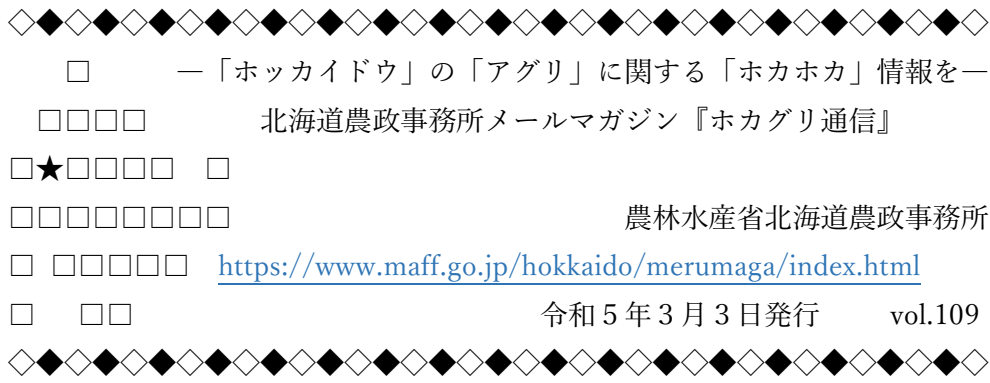 ◇◆◇◆◇◆◇◆◇◆◇◆◇◆◇◆◇◆◇◆◇◆◇◆◇◆◇◆◇◆◇◆◇◆◇
□　　　―「ホッカイドウ」の「アグリ」に関する「ホカホカ」情報を―
□□□□　　　　北海道農政事務所メールマガジン『ホカグリ通信』
□★□□□□　□
□□□□□□□□　　　　　　　　　　　　　　農林水産省北海道農政事務所
□ □□□□□　https://www.maff.go.jp/hokkaido/merumaga/index.html
□　 □□　　　　　　　　　　　　　　　令和５年３月３日発行　　 vol.109
◇◆◇◆◇◆◇◆◇◆◇◆◇◆◇◆◇◆◇◆◇◆◇◆◇◆◇◆◇◆◇◆◇◆◇